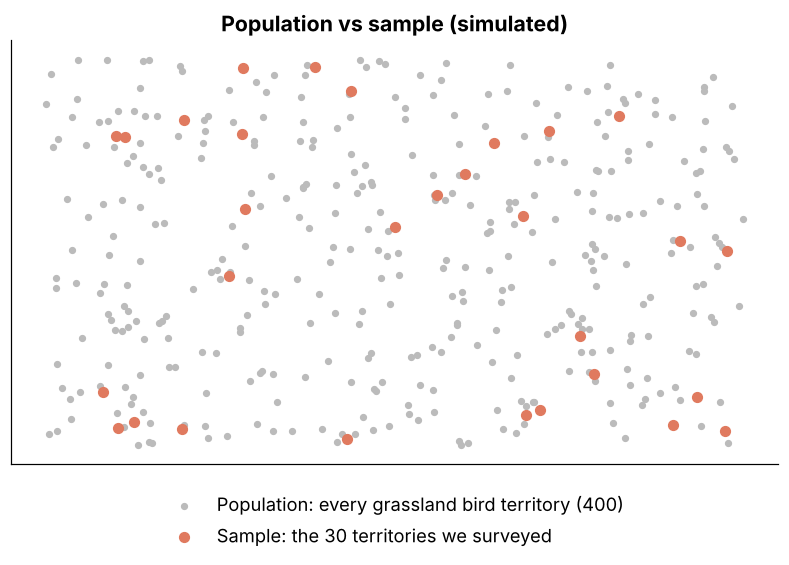 Population vs sample (simulated)
Population: every grassland bird territory (400)
Sample: the 30 territories we surveyed